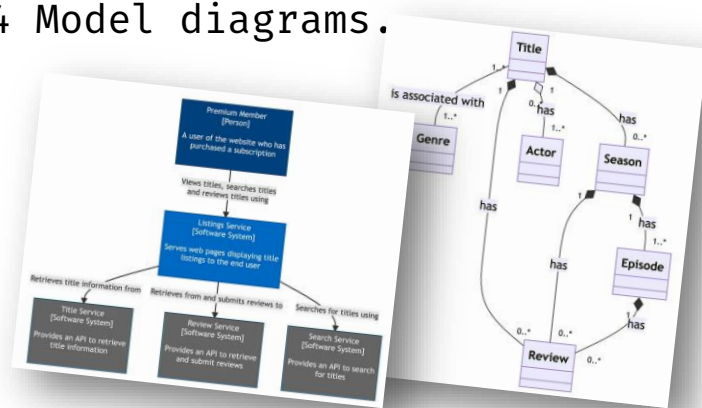 4 Model diagrams.
Premium Member
[Person]
A user of the website who has
purchased a subscription
Views titles, searches titles
and reviews titles using
Listings Service
[Software System]
Serves web pages displaying title
listings to the end user
Retrieves title information from
Retrieves from and submits reviews to
Searches for titles using
Title Service
[Software System]
Provides an API to retrieve
title information
Review Service
[Software System]
Provides an API to retrieve
and submit reviews
Search Service
[Software System]
Provides an API to search
for titles
Title
1..*
1
0..*
1
is associated with
has
has
1..*
1..*
0..*
Genre
Actor
Season
1
1
has
has
1..*
has
Episode
1
has
0..*
0..*
0..*
Review